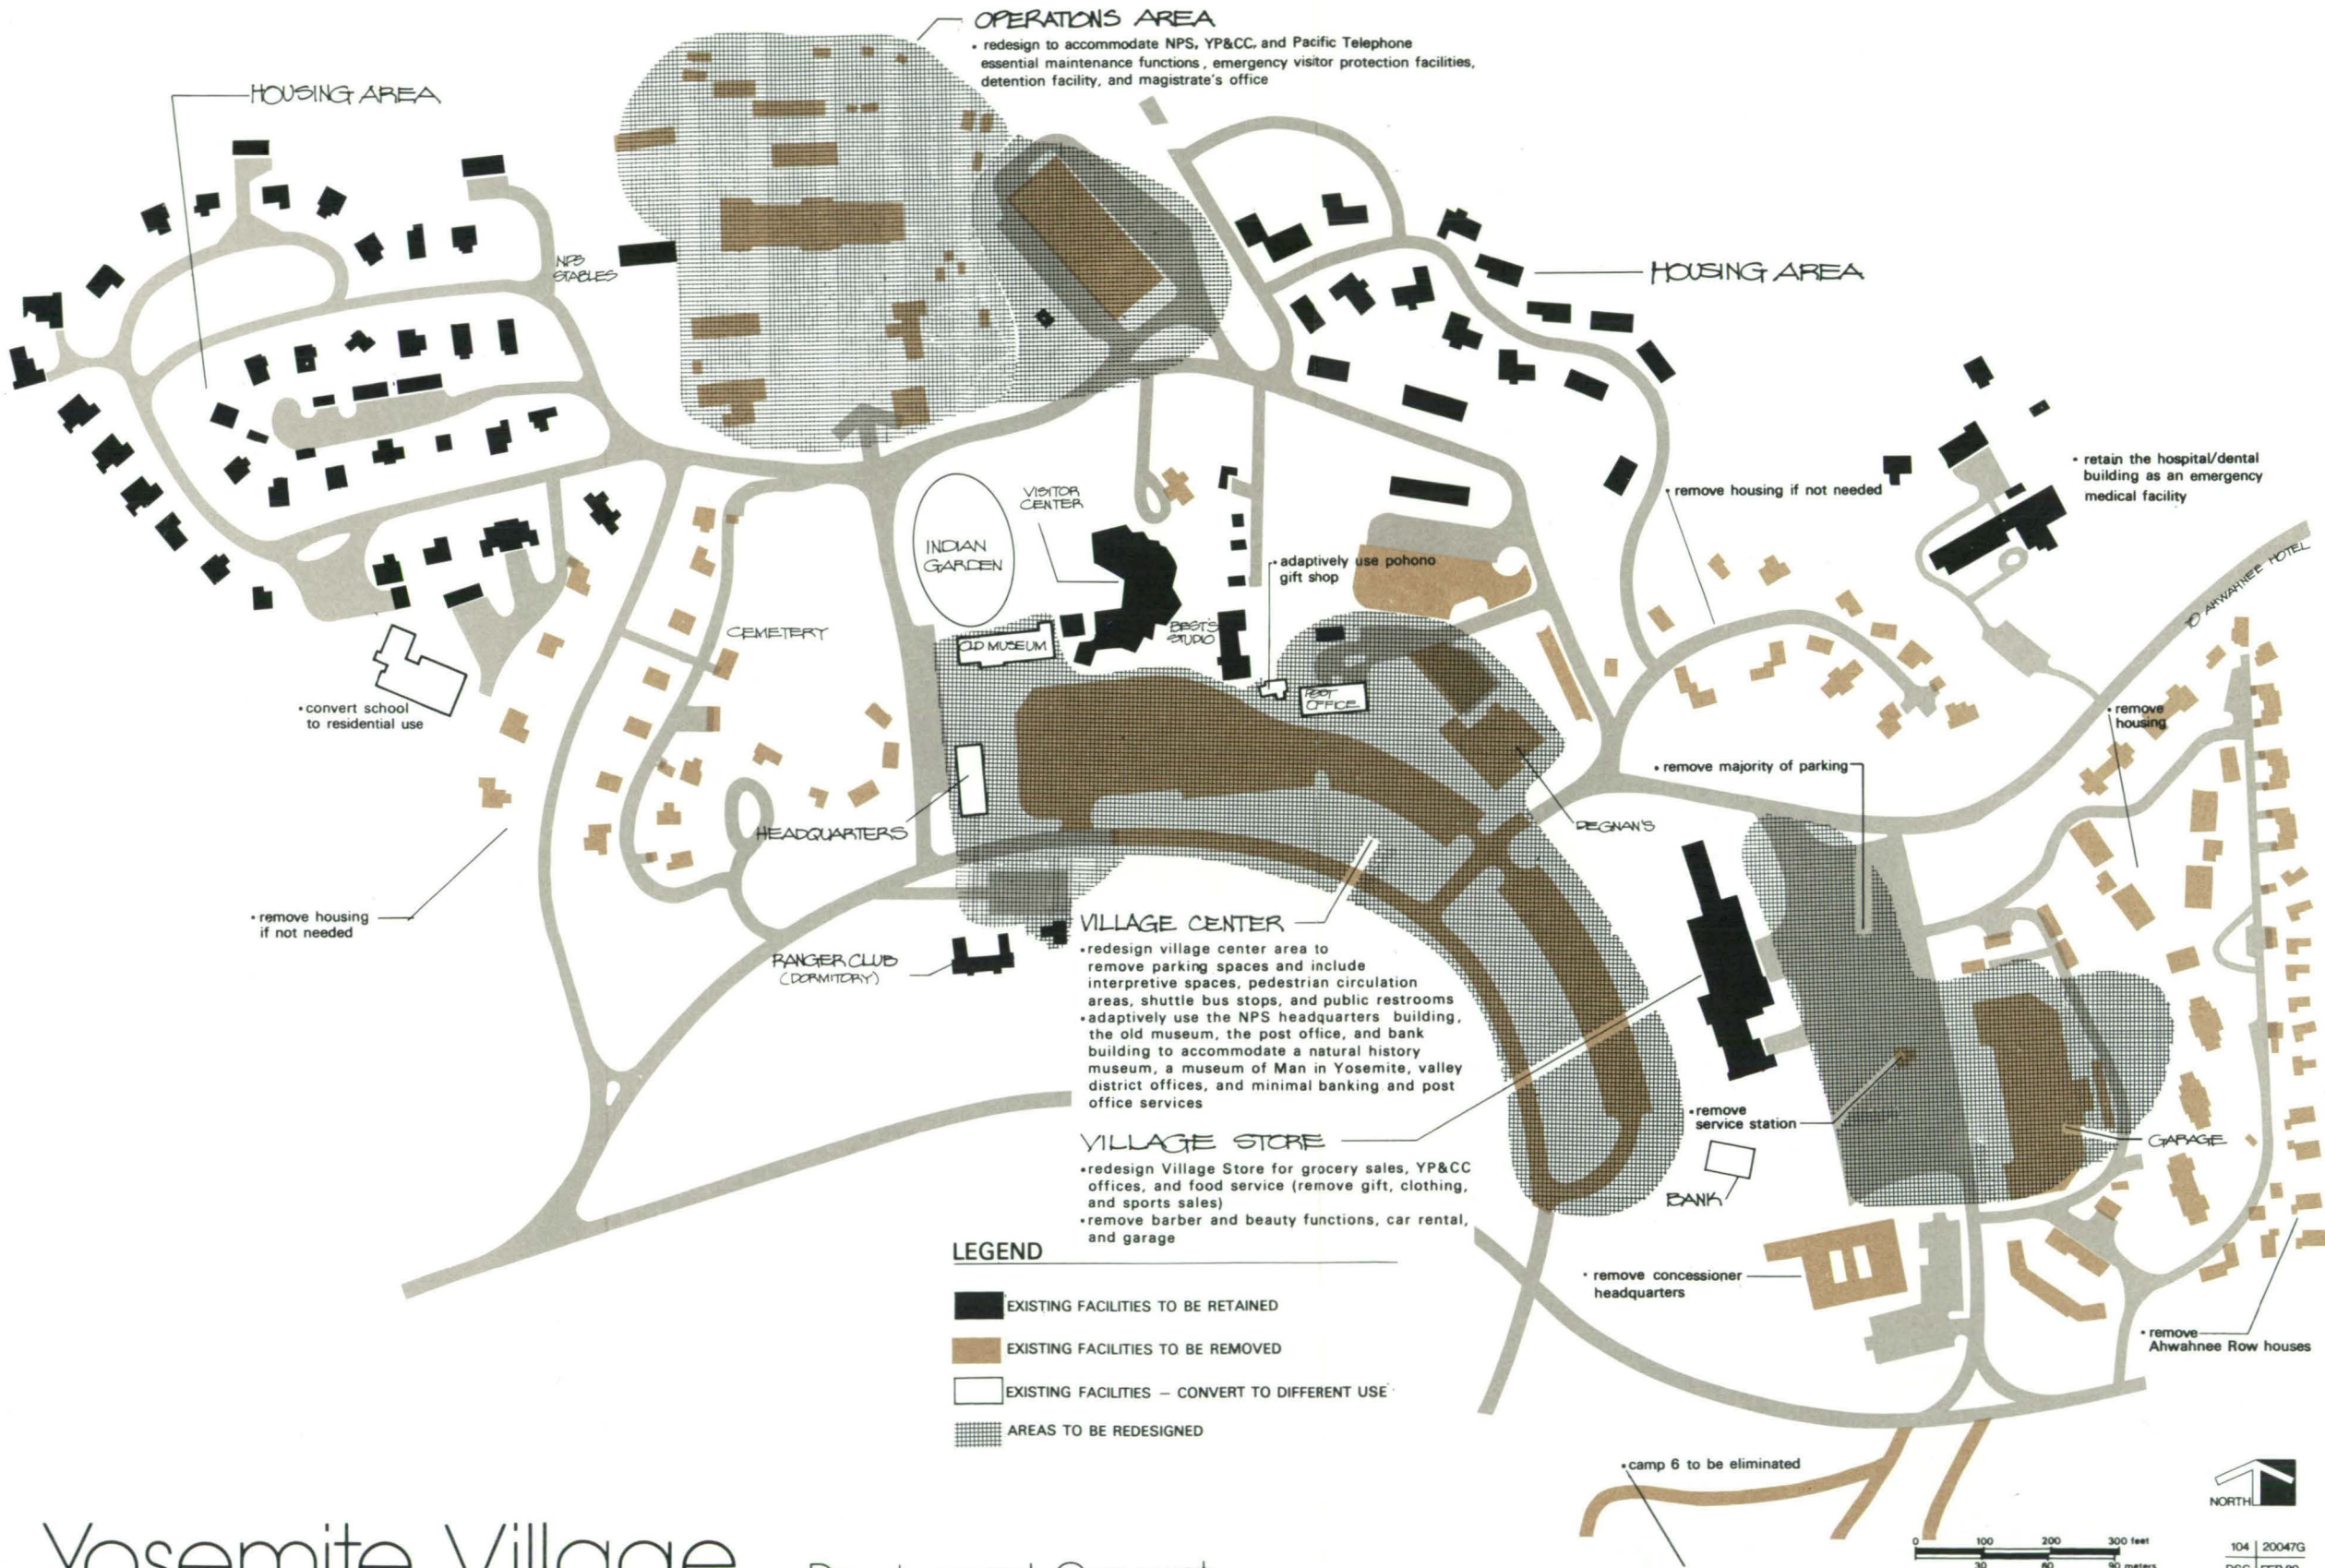 OPERATIONS AREA
• redesign to accommodate NPS, YP&CC, and Pacific Telephone
essential maintenance functions, emergency visitor protection facilities,
detention facility, and magistrate's office
HOUSING AREA
NPS
STABLES
HOUSING AREA
• retain the hospital/dental
building as an emergency
medical facility
• remove housing if not needed
VISITOR
CENTER
INDIAN
GARDEN
• adaptively use pohono
gift shop
TO AHWAHNEE HOTEL
CEMETERY
OLD MUSEUM
BEST'S
STUDIO
POST
OFFICE
• convert school
to residential use
• remove
housing
• remove majority of parking
HEADQUARTERS
DEGNAN'S
• remove housing
if not needed
RANGER CLUB
(DORMITORY)
VILLAGE CENTER
• redesign village center area to
remove parking spaces and include
interpretive spaces, pedestrian circulation
areas, shuttle bus stops, and public restrooms
• adaptively use the NPS headquarters building,
the old museum, the post office, and bank
building to accommodate a natural history
museum, a museum of Man in Yosemite, valley
district offices, and minimal banking and post
office services
• remove
service station
GARAGE
BANK
VILLAGE STORE
• redesign Village Store for grocery sales, YP&CC
offices, and food service (remove gift, clothing,
and sports sales)
• remove barber and beauty functions, car rental,
and garage
LEGEND
EXISTING FACILITIES TO BE RETAINED
EXISTING FACILITIES TO BE REMOVED
EXISTING FACILITIES – CONVERT TO DIFFERENT USE
AREAS TO BE REDESIGNED
• remove concessioner
headquarters
• remove
Ahwahnee Row houses
• camp 6 to be eliminated
NORTH
0 100 200 300 feet
30 60 90 meters
104 20047G
Yosemite Village